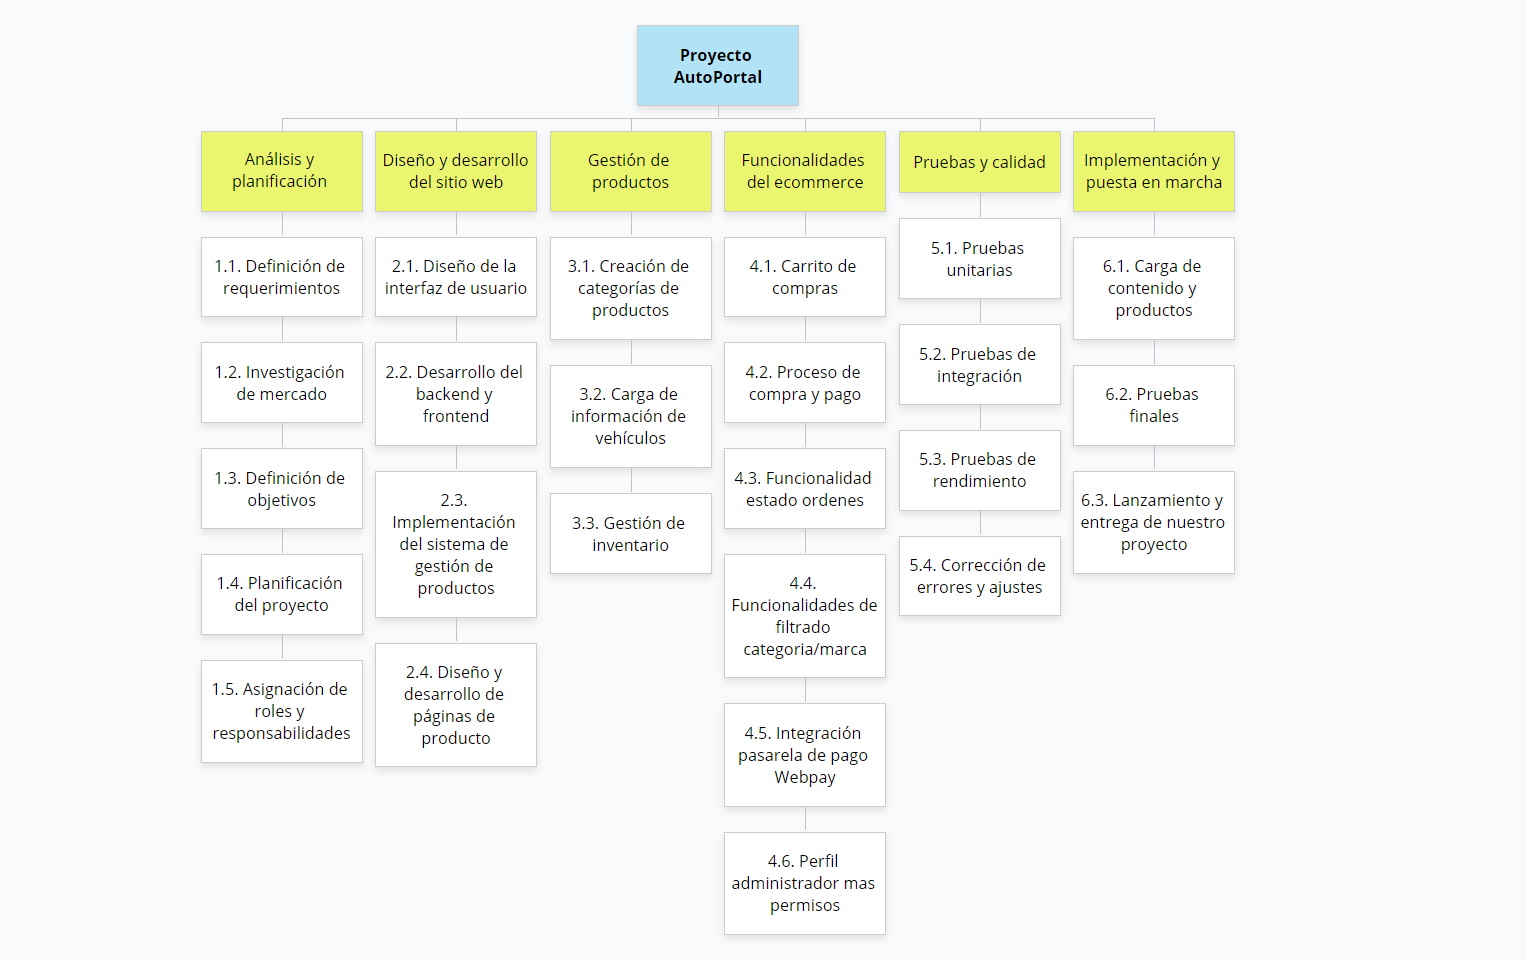 Proyecto
AutoPortal
Análisis y
planificación
1.1. Definición de
requerimientos
1.2. Investigación
de mercado
1.3. Definición de
objetivos
1.4. Planificación
del proyecto
1.5. Asignación de
roles y
responsabilidades
Diseño y desarrollo
del sitio web
2.1. Diseño de la
interfaz de usuario
2.2. Desarrollo del
backend y
frontend
2.3.
Implementación
del sistema de
gestión de
productos
2.4. Diseño y
desarrollo de
páginas de
producto
Gestión de
productos
3.1. Creación de
categorías de
productos
3.2. Carga de
información de
vehículos
3.3. Gestión de
inventario
Funcionalidades
del ecommerce
4.1. Carrito de
compras
4.2. Proceso de
compra y pago
4.3. Funcionalidad
estado ordenes
4.4.
Funcionalidades de
filtrado
categoria/marca
4.5. Integración
pasarela de pago
Webpay
4.6. Perfil
administrador mas
permisos
Pruebas y calidad
5.1. Pruebas
unitarias
5.2. Pruebas de
integración
5.3. Pruebas de
rendimiento
5.4. Corrección de
errores y ajustes
Implementación y
puesta en marcha
6.1. Carga de
contenido y
productos
6.2. Pruebas
finales
6.3. Lanzamiento y
entrega de nuestro
proyecto